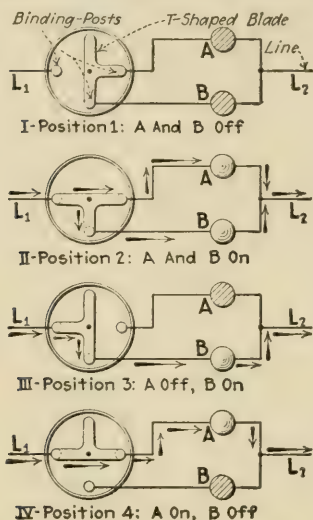 Binding-Posts T-Shaped Blade
A Line
L1 B L2
I-Position 1: A And B Off
A
L1 B L2
II-Position 2: A And B On
L1 A L2
B
III-Position 3: A Off, B On
L1 A
B L2
IV-Position 4: A On, B Off